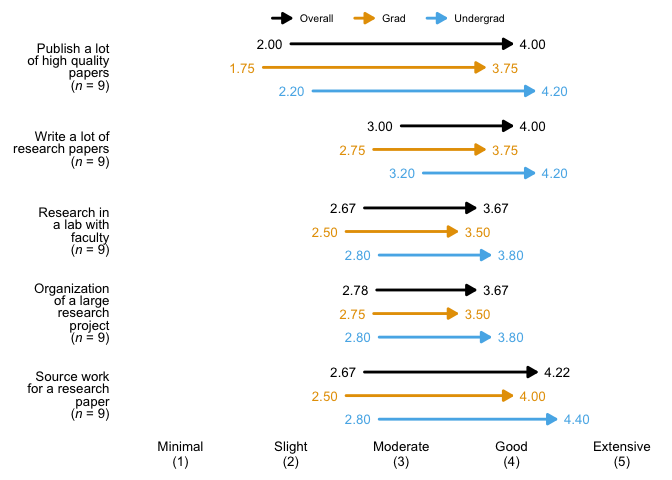 Overall Grad Undergrad
Publish a lot
of high quality
papers
(n = 9)
2.00 4.00
1.75 3.75
2.20 4.20
Write a lot of
research papers
(n = 9)
3.00 4.00
2.75 3.75
3.20 4.20
Research in
a lab with
faculty
(n = 9)
2.67 3.67
2.50 3.50
2.80 3.80
Organization
of a large
research
project
(n = 9)
2.78 3.67
2.75 3.50
2.80 3.80
Source work
for a research
paper
(n = 9)
2.67 4.22
2.50 4.00
2.80 4.40
Minimal Slight Moderate Good Extensive
(1) (2) (3) (4) (5)